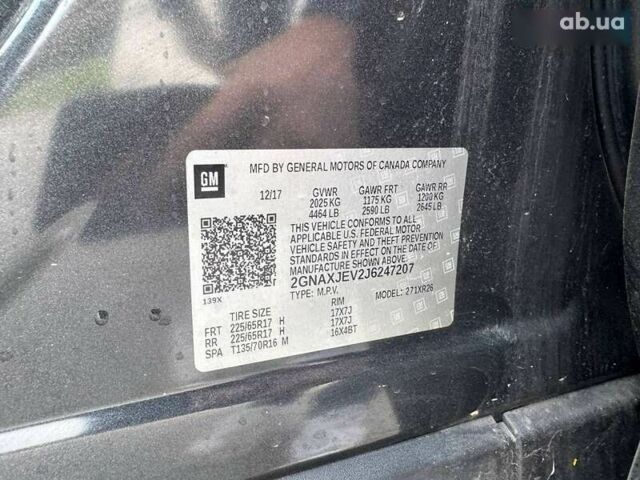 ab.ua
GM
MFD BY GENERAL MOTORS OF CANADA COMPANY
12/17 GVWR GAWR FRT GAWR RR
2025 KG 1175 KG 1200 KG
4464 LB 2590 LB 2645 LB
THIS VEHICLE CONFORMS TO ALL
APPLICABLE U.S. FEDERAL MOTOR
VEHICLE SAFETY AND THEFT PREVENTION
STANDARDS IN EFFECT ON THE DATE OF
MANUFACTURE SHOWN ABOVE.
2GNAXJEV2J6247207
139X TYPE: M.P.V. MODEL: 271XR26
TIRE SIZE RIM
FRT 225/65R17 H 17X7J
RR 225/65R17 H 17X7J
SPA T135/70R16 M 16X4BT